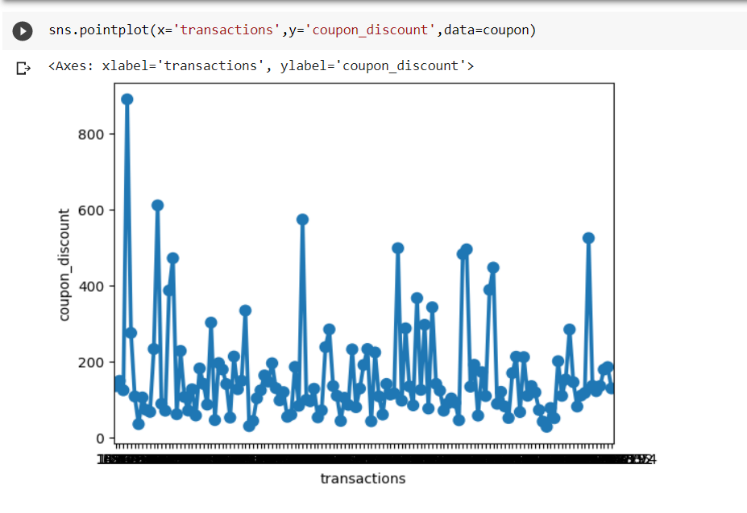 sns.pointplot(x='transactions',y='coupon_discount',data=coupon)
<Axes: xlabel='transactions', ylabel='coupon_discount'>
800
600
coupon_discount
400
200
0
transactions